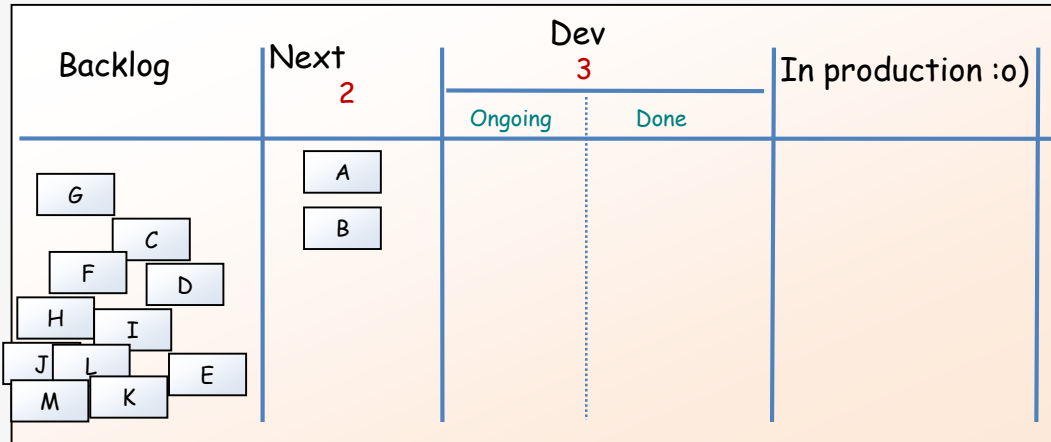 Backlog
Next
2
Dev
3
Ongoing
Done
In production :o)
A
B
G
C
F
D
H
I
J
L
E
M
K